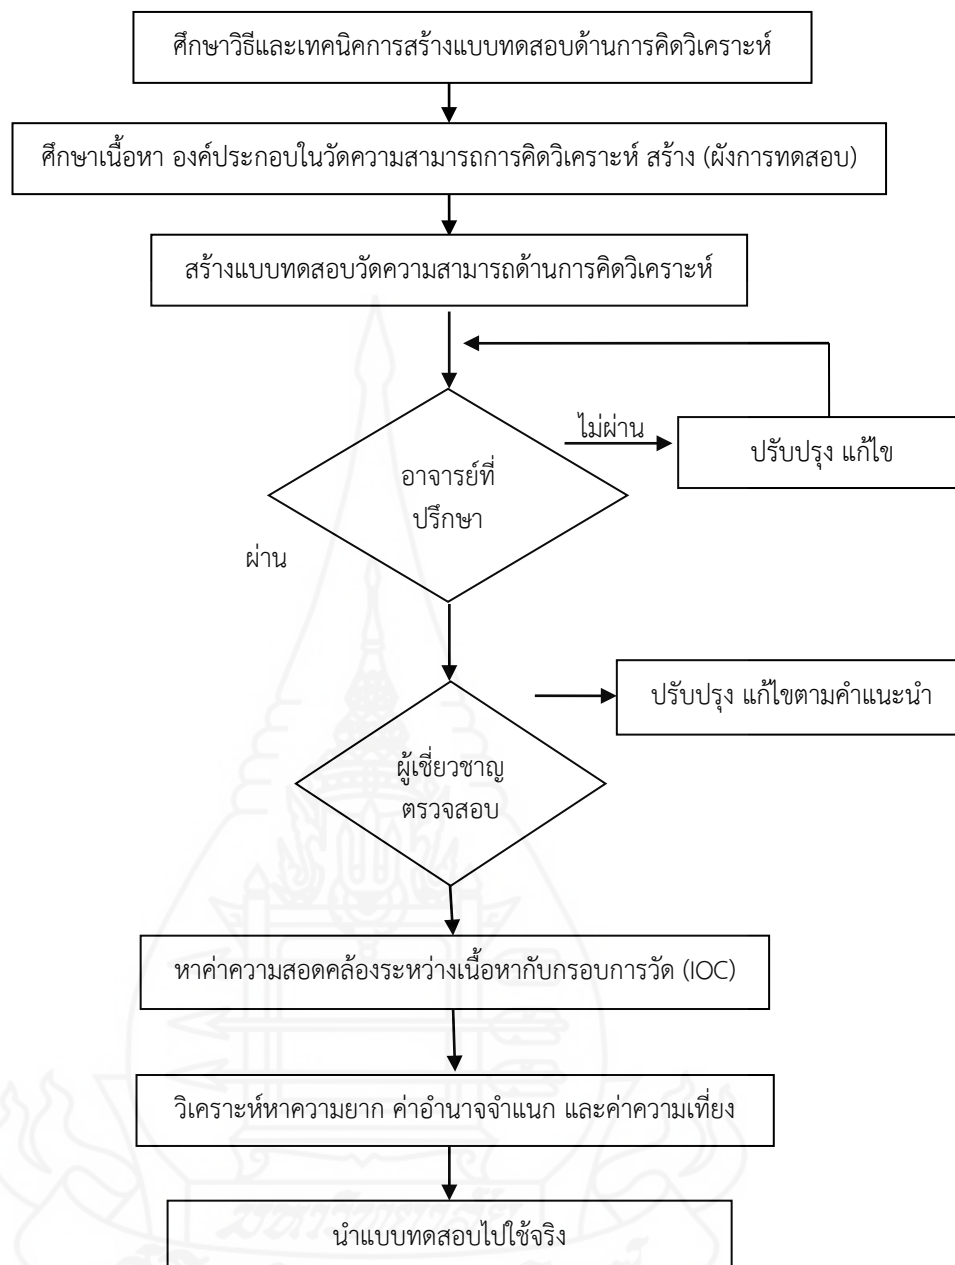 ศึกษาวิธีและเทคนิคการสร้างแบบทดสอบด้านการคิดวิเคราะห์
ศึกษาเนื้อหา องค์ประกอบในวัดความสามารถการคิดวิเคราะห์ สร้าง (ผังการทดสอบ)
สร้างแบบทดสอบวัดความสามารถด้านการคิดวิเคราะห์
ไม่ผ่าน
ปรับปรุง แก้ไข
อาจารย์ที่
ปรึกษา
ผ่าน
ปรับปรุง แก้ไขตามคำแนะนำ
ผู้เชี่ยวชาญ
ตรวจสอบ
หาค่าความสอดคล้องระหว่างเนื้อหากับกรอบการวัด (IOC)
วิเคราะห์หาความยาก ค่าอำนาจจำแนก และค่าความเที่ยง
นำแบบทดสอบไปใช้จริง